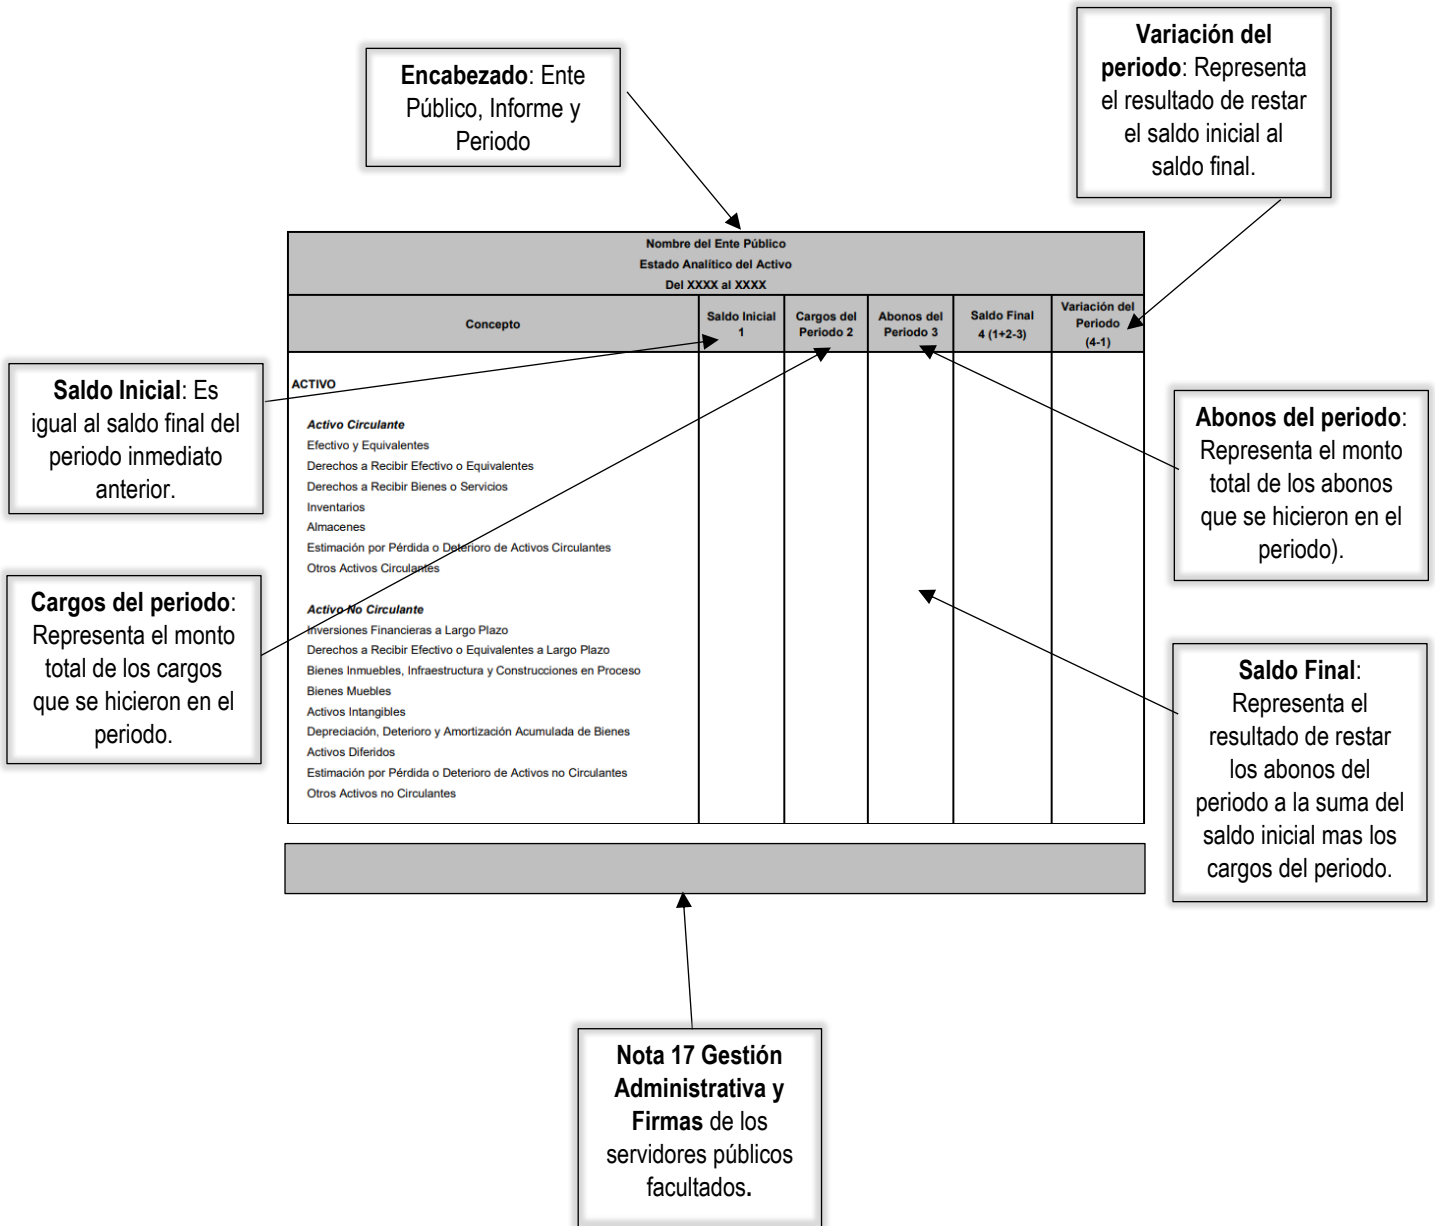 Encabezado: Ente
Público, Informe y
Periodo
Variación del
periodo: Representa
el resultado de restar
el saldo inicial al
saldo final.
Nombre del Ente Público
Estado Analítico del Activo
Del XXXX al XXXX
Concepto
Saldo Inicial
1
Cargos del
Periodo 2
Abonos del
Periodo 3
Saldo Final
4 (1+2-3)
Variación del
Periodo
(4-1)
Saldo Inicial: Es
igual al saldo final del
periodo inmediato
anterior.
Cargos del periodo:
Representa el monto
total de los cargos
que se hicieron en el
periodo.
ACTIVO
Activo Circulante
Efectivo y Equivalentes
Derechos a Recibir Efectivo o Equivalentes
Derechos a Recibir Bienes o Servicios
Inventarios
Almacenes
Estimación por Pérdida o Deterioro de Activos Circulantes
Otros Activos Circulantes
Activo No Circulante
Inversiones Financieras a Largo Plazo
Derechos a Recibir Efectivo o Equivalentes a Largo Plazo
Bienes Inmuebles, Infraestructura y Construcciones en Proceso
Bienes Muebles
Activos Intangibles
Depreciación, Deterioro y Amortización Acumulada de Bienes
Activos Diferidos
Estimación por Pérdida o Deterioro de Activos no Circulantes
Otros Activos no Circulantes
Abonos del periodo:
Representa el monto
total de los abonos
que se hicieron en el
periodo).
Saldo Final:
Representa el
resultado de restar
los abonos del
periodo a la suma del
saldo inicial mas los
cargos del periodo.
Nota 17 Gestión
Administrativa y
Firmas de los
servidores públicos
facultados.